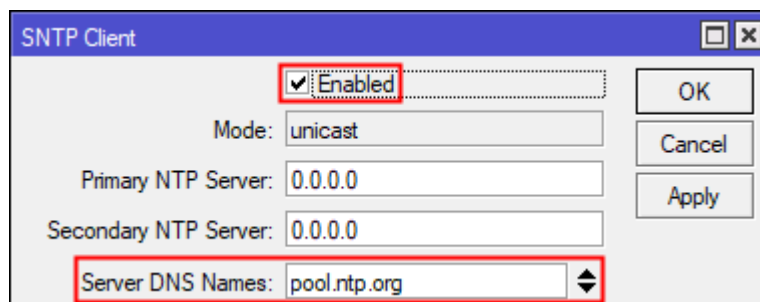 SNTP Client
Enabled
OK
Mode: unicast
Cancel
Primary NTP Server: 0.0.0.0
Apply
Secondary NTP Server: 0.0.0.0
Server DNS Names: pool.ntp.org